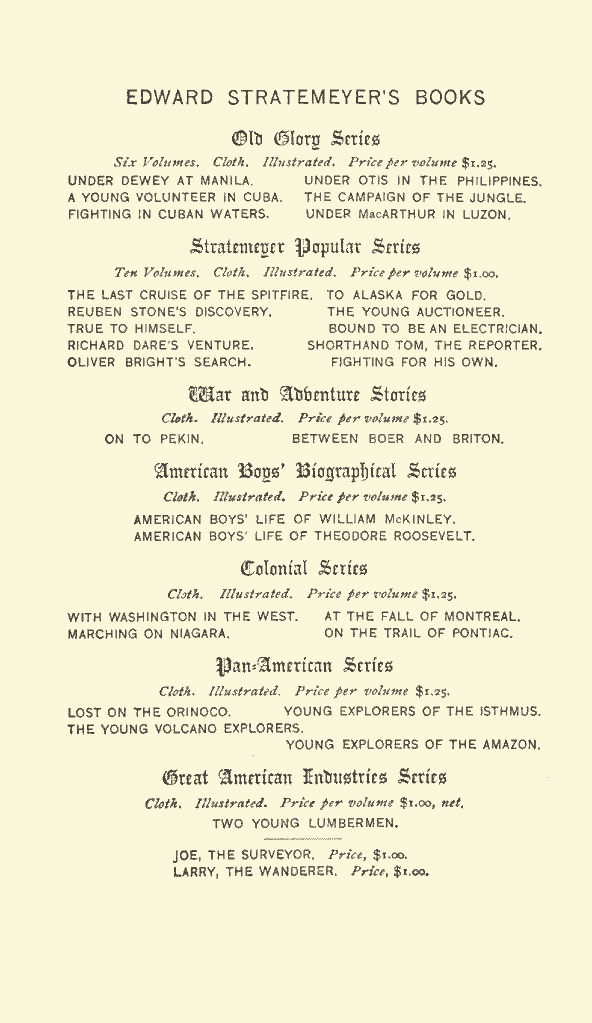 EDWARD STRATEMEYER'S BOOKS
Old Glory Series
Six Volumes. Cloth. Illustrated. Price per volume $1.25.
UNDER DEWEY AT MANILA. UNDER OTIS IN THE PHILIPPINES.
A YOUNG VOLUNTEER IN CUBA. THE CAMPAIGN OF THE JUNGLE.
FIGHTING IN CUBAN WATERS. UNDER MacARTHUR IN LUZON.
Stratemeyer Popular Series
Ten Volumes. Cloth. Illustrated. Price per volume $1.00.
THE LAST CRUISE OF THE SPITFIRE. TO ALASKA FOR GOLD.
REUBEN STONE'S DISCOVERY. THE YOUNG AUCTIONEER.
TRUE TO HIMSELF. BOUND TO BE AN ELECTRICIAN.
RICHARD DARE'S VENTURE. SHORTHAND TOM, THE REPORTER.
OLIVER BRIGHT'S SEARCH. FIGHTING FOR HIS OWN.
War and Adventure Stories
Cloth. Illustrated. Price per volume $1.25.
ON TO PEKIN. BETWEEN BOER AND BRITON.
American Boys' Biographical Series
Cloth. Illustrated. Price per volume $1.25.
AMERICAN BOYS' LIFE OF WILLIAM McKINLEY.
AMERICAN BOYS' LIFE OF THEODORE ROOSEVELT.
Colonial Series
Cloth. Illustrated. Price per volume $1.25.
WITH WASHINGTON IN THE WEST. AT THE FALL OF MONTREAL.
MARCHING ON NIAGARA. ON THE TRAIL OF PONTIAC.
Pan-American Series
Cloth. Illustrated. Price per volume $1.25.
LOST ON THE ORINOCO. YOUNG EXPLORERS OF THE ISTHMUS.
THE YOUNG VOLCANO EXPLORERS.
YOUNG EXPLORERS OF THE AMAZON.
Great American Industries Series
Cloth. Illustrated. Price per volume $1.00, net.
TWO YOUNG LUMBERMEN.
JOE, THE SURVEYOR. Price, $1.00.
LARRY, THE WANDERER. Price, $1.00.